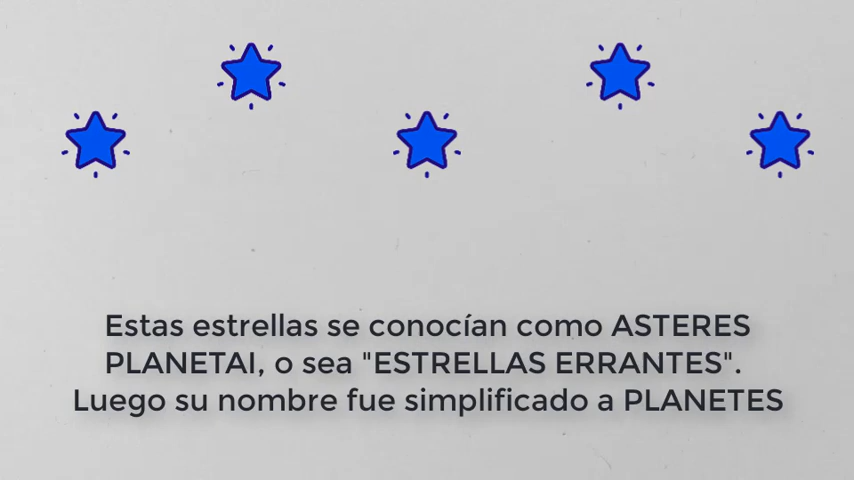 Estas estrellas se conocían como ASTERES
PLANETAI, o sea "ESTRELLAS ERRANTES".
Luego su nombre fue simplificado a PLANETES